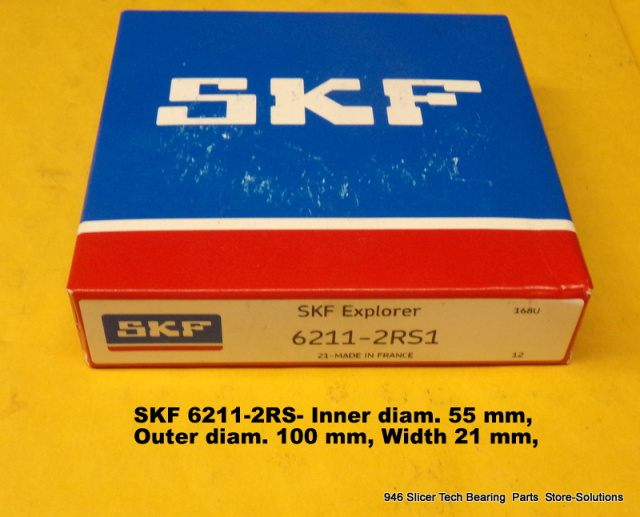 SKF
SKF Explorer
168U
SKF
6211-2RS1
21-MADE IN FRANCE
12
SKF 6211-2RS- Inner diam. 55 mm,
Outer diam. 100 mm, Width 21 mm,
946 Slicer Tech Bearing Parts Store-Solutions